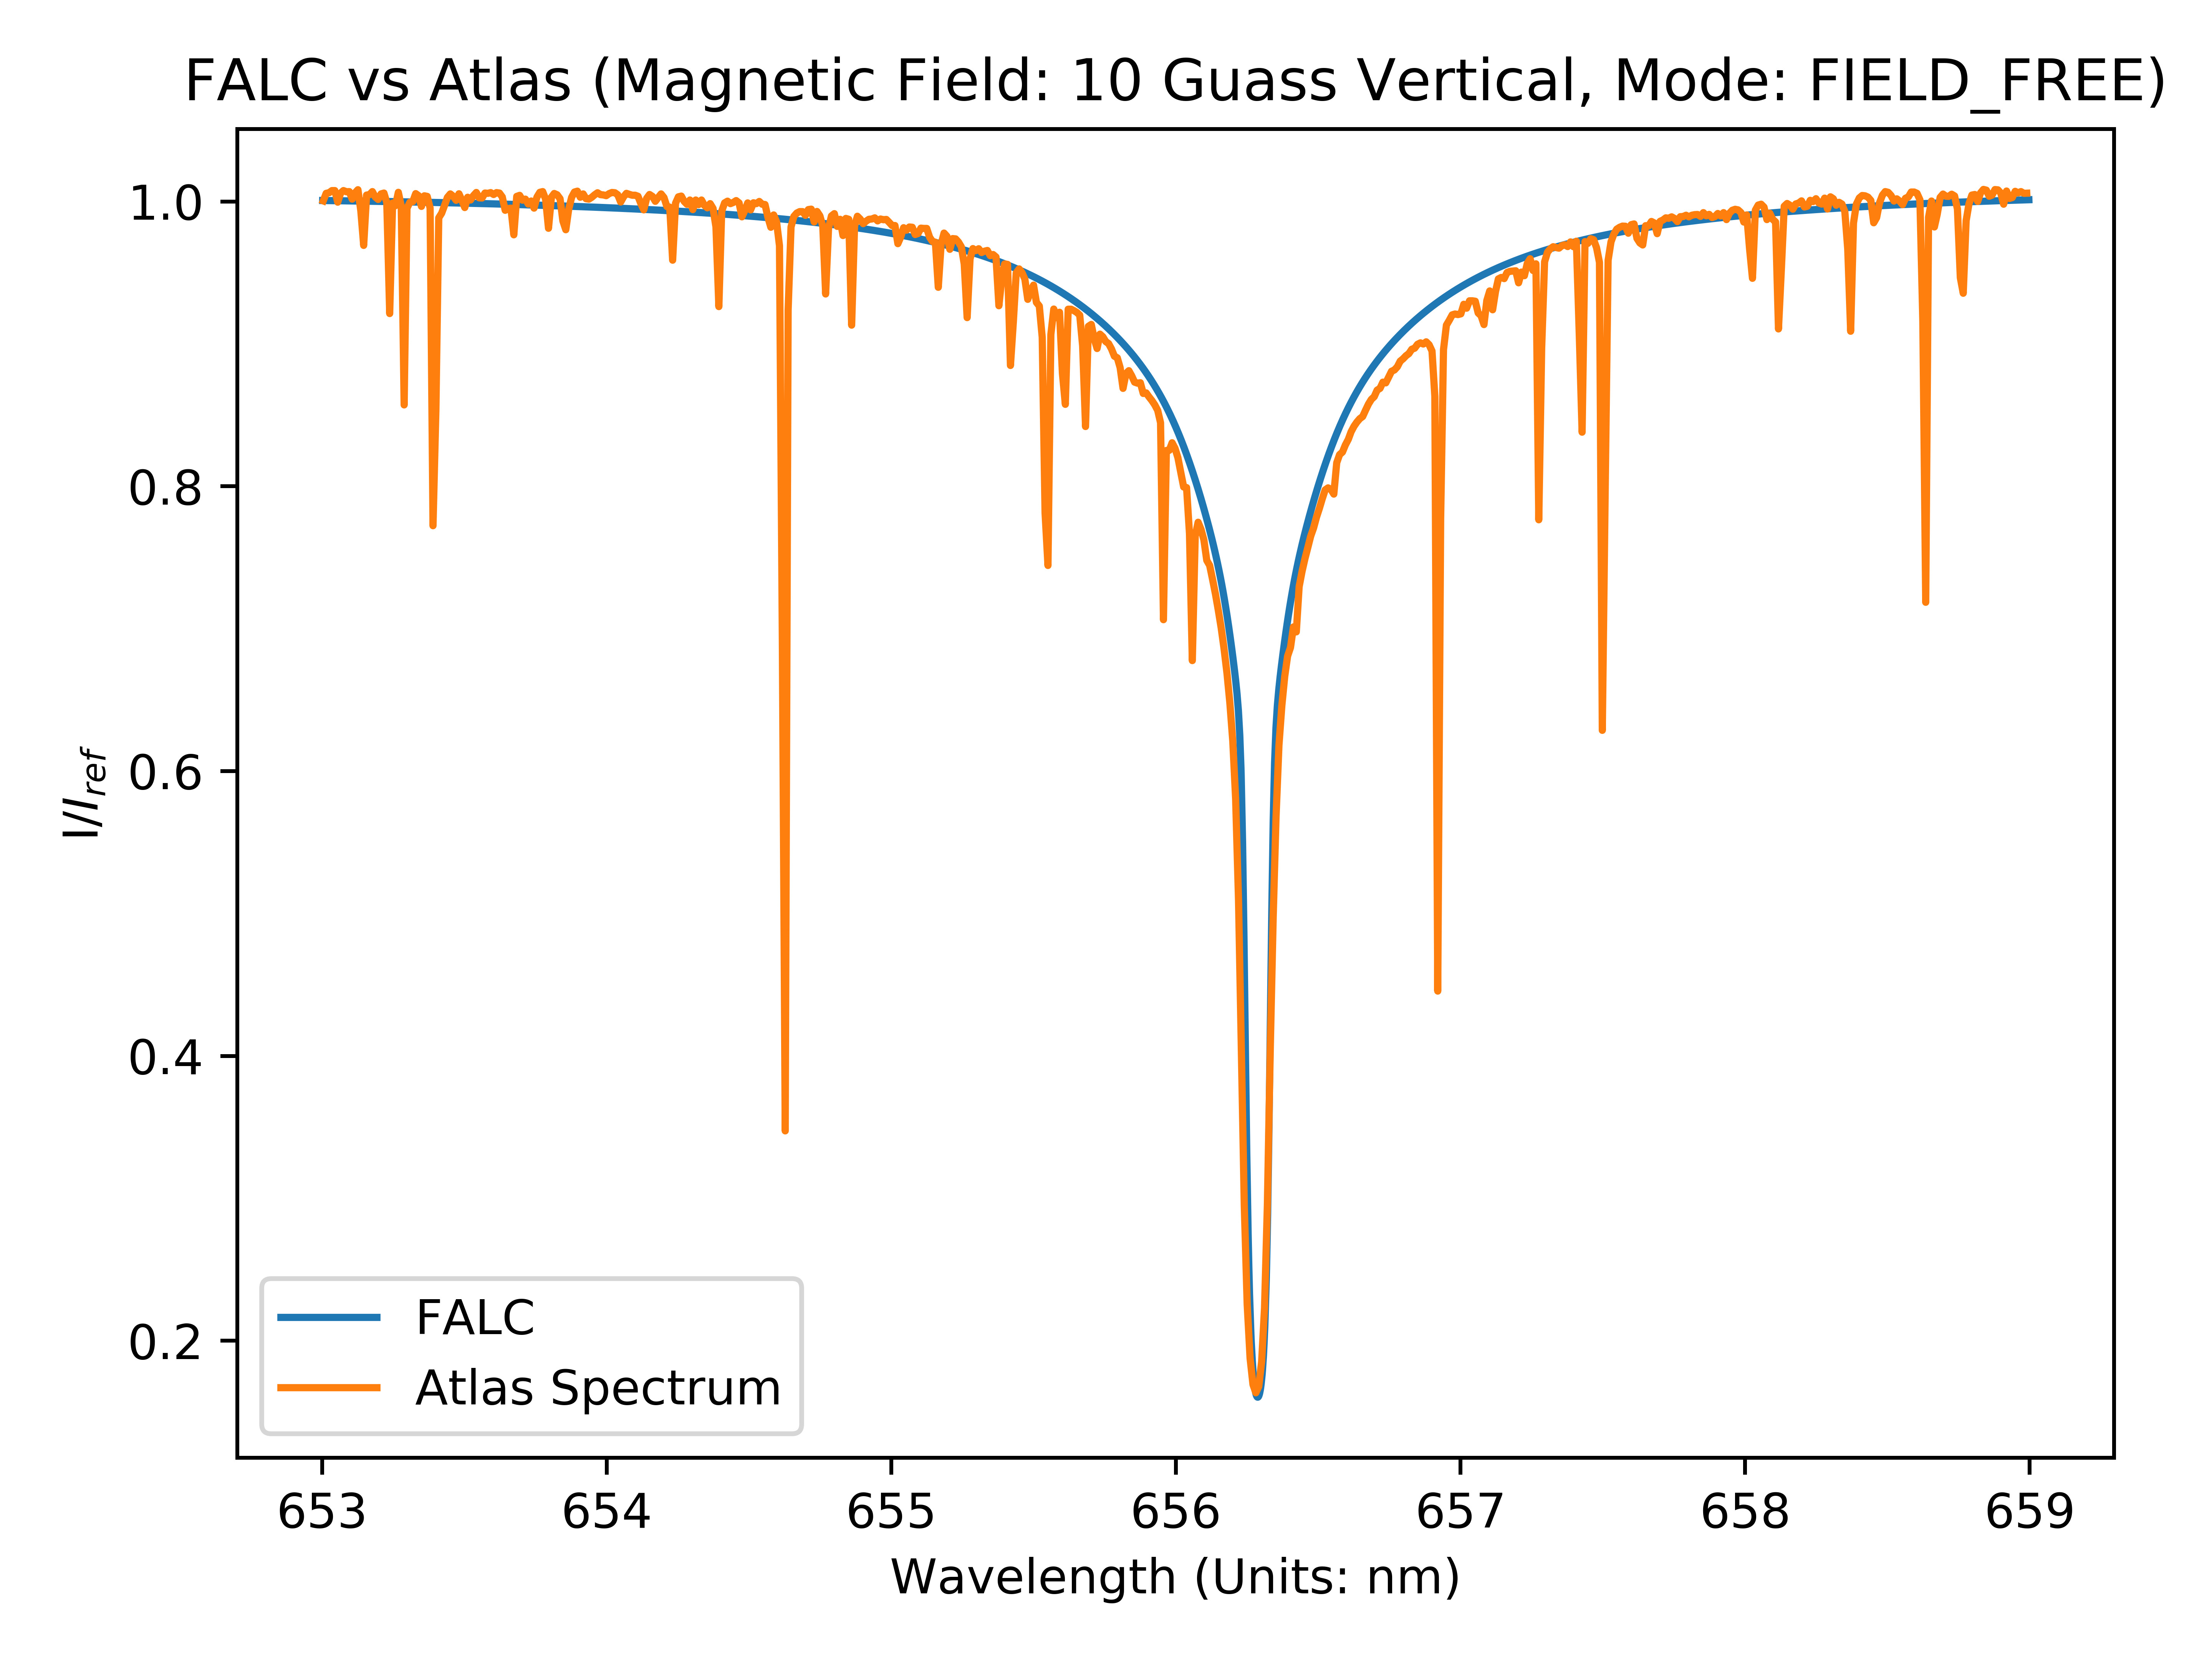 FALC vs Atlas (Magnetic Field: 10 Guass Vertical, Mode: FIELD_FREE)
1.0
0.8
0.6
0.4
0.2
I/I_ref
FALC
Atlas Spectrum
653 654 655 656 657 658 659
Wavelength (Units: nm)